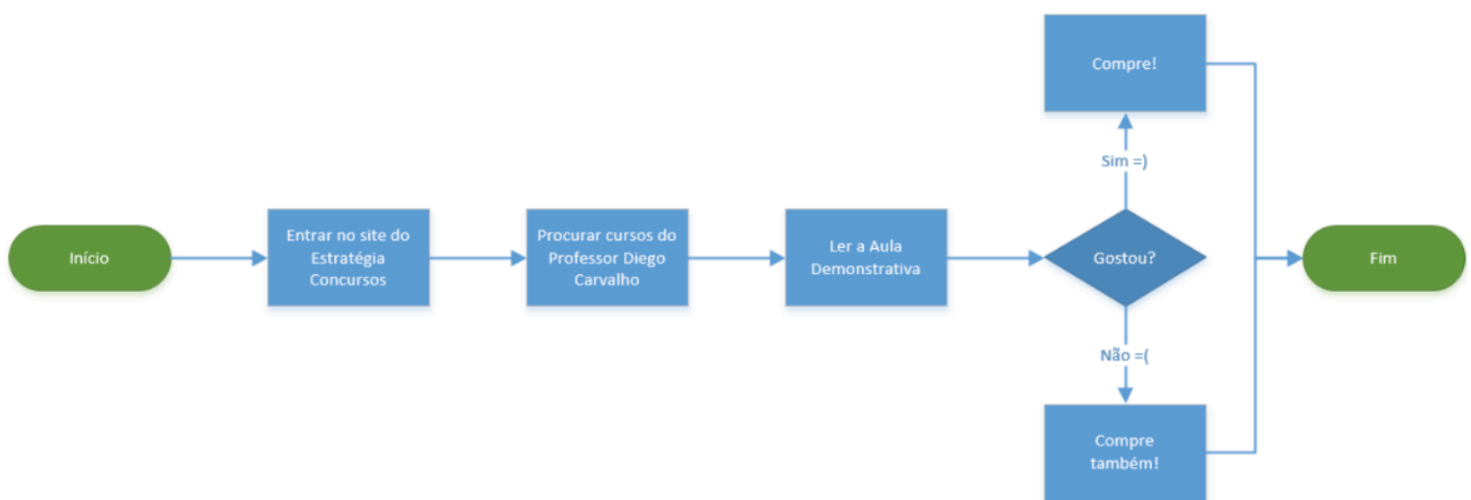 Início
Entrar no site do
Estratégia
Concursos
Procurar cursos do
Professor Diego
Carvalho
Ler a Aula
Demonstrativa
Gostou?
Sim =)
Compre!
Não =(
Compre
também!
Fim